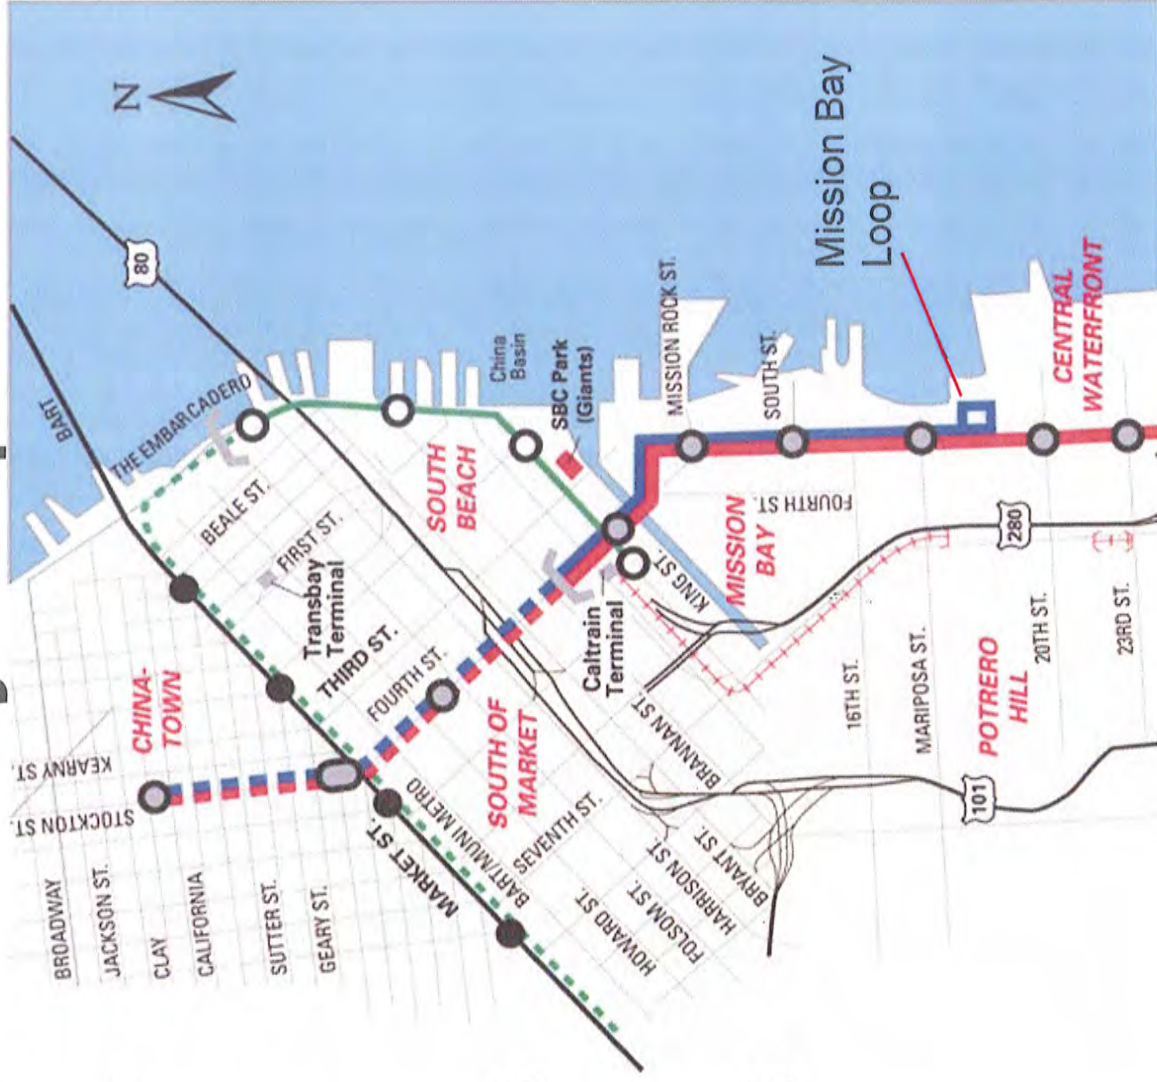 N
80
BART
THE EMBARCADERO
BEALE ST.
FIRST ST.
Transbay
Terminal
THIRD ST.
FOURTH ST.
CHINA-
TOWN
KEARNY ST.
STOCKTON ST.
BROADWAY
JACKSON ST.
CLAY
CALIFORNIA
SUTTER ST.
GEARY ST.
MARKET ST.
BART/MUNI METRO
SOUTH OF
MARKET
SEVENTH ST.
HOWARD ST.
FOLSOM ST.
HARRISON ST.
BRYANT ST.
BRANNAN ST.
SOUTH
BEACH
China
Basin
SBC Park
(Giants)
Caltrain
Terminal
KING ST.
MISSION
BAY
FOURTH ST.
MISSION ROCK ST.
SOUTH ST.
Mission Bay
Loop
CENTRAL
WATERFRONT
280
101
16TH ST.
MARIPOSA ST.
POTRERO
HILL
20TH ST.
23RD ST.